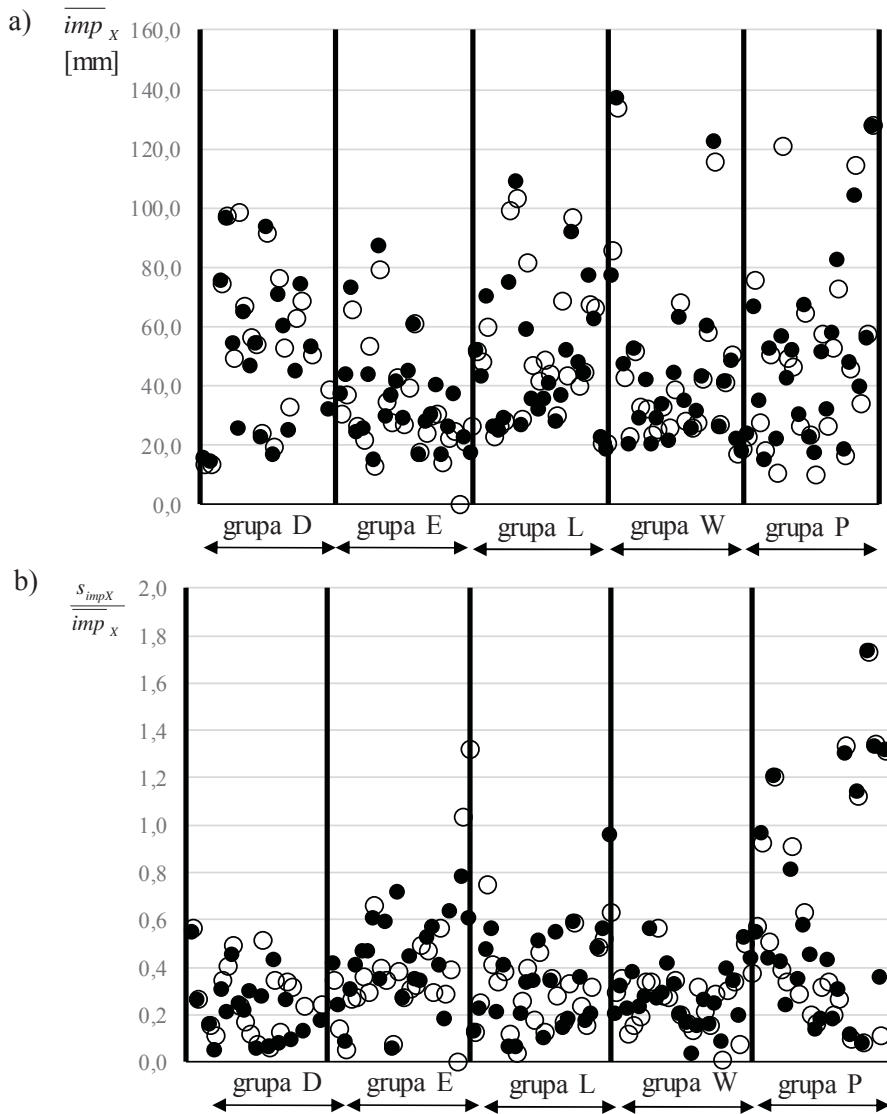 a)
imp X
[mm]
160,0
140,0
120,0
100,0
80,0
60,0
40,0
20,0
0,0
grupa D grupa E grupa L grupa W grupa P
b)
s impX
imp X
2,0
1,8
1,6
1,4
1,2
1,0
0,8
0,6
0,4
0,2
0,0
grupa D grupa E grupa L grupa W grupa P